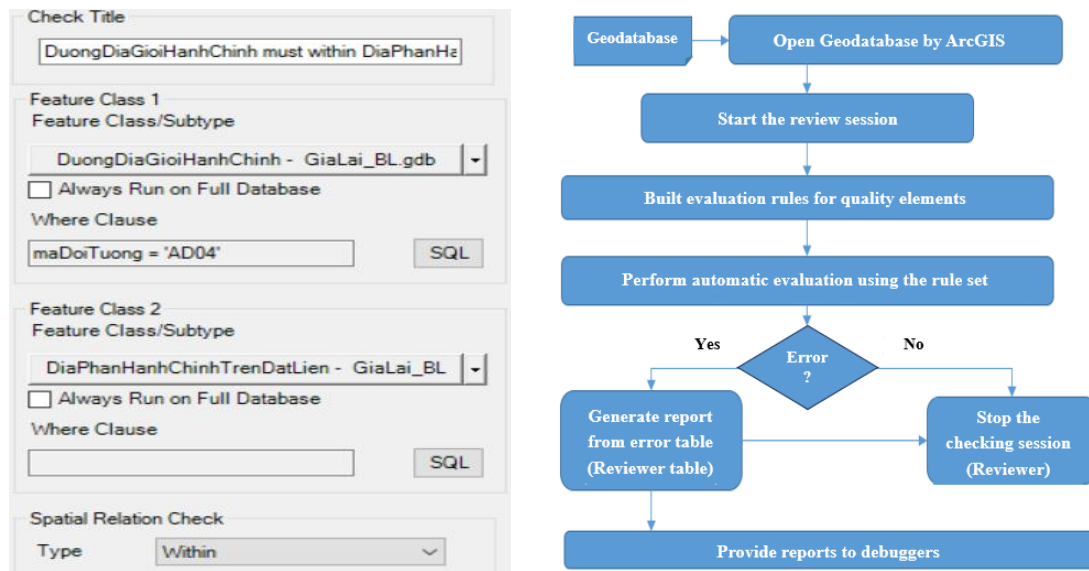 Check Title
DuongDiaGioiHanhChinh must within DiaPhanHa
Feature Class 1
Feature Class/Subtype
DuongDiaGioiHanhChinh - GiaLai_BL.gdb
Always Run on Full Database
Where Clause
maDoiTuong = 'AD04'
SQL
Feature Class 2
Feature Class/Subtype
DiaPhanHanhChinhTrenDatLien - GiaLai_BL
Always Run on Full Database
Where Clause
SQL
Spatial Relation Check
Type
Within
Geodatabase
Open Geodatabase by ArcGIS
Start the review session
Built evaluation rules for quality elements
Perform automatic evaluation using the rule set
Yes
Error
?
No
Generate report
from error table
(Reviewer table)
Stop the
checking session
(Reviewer)
Provide reports to debuggers